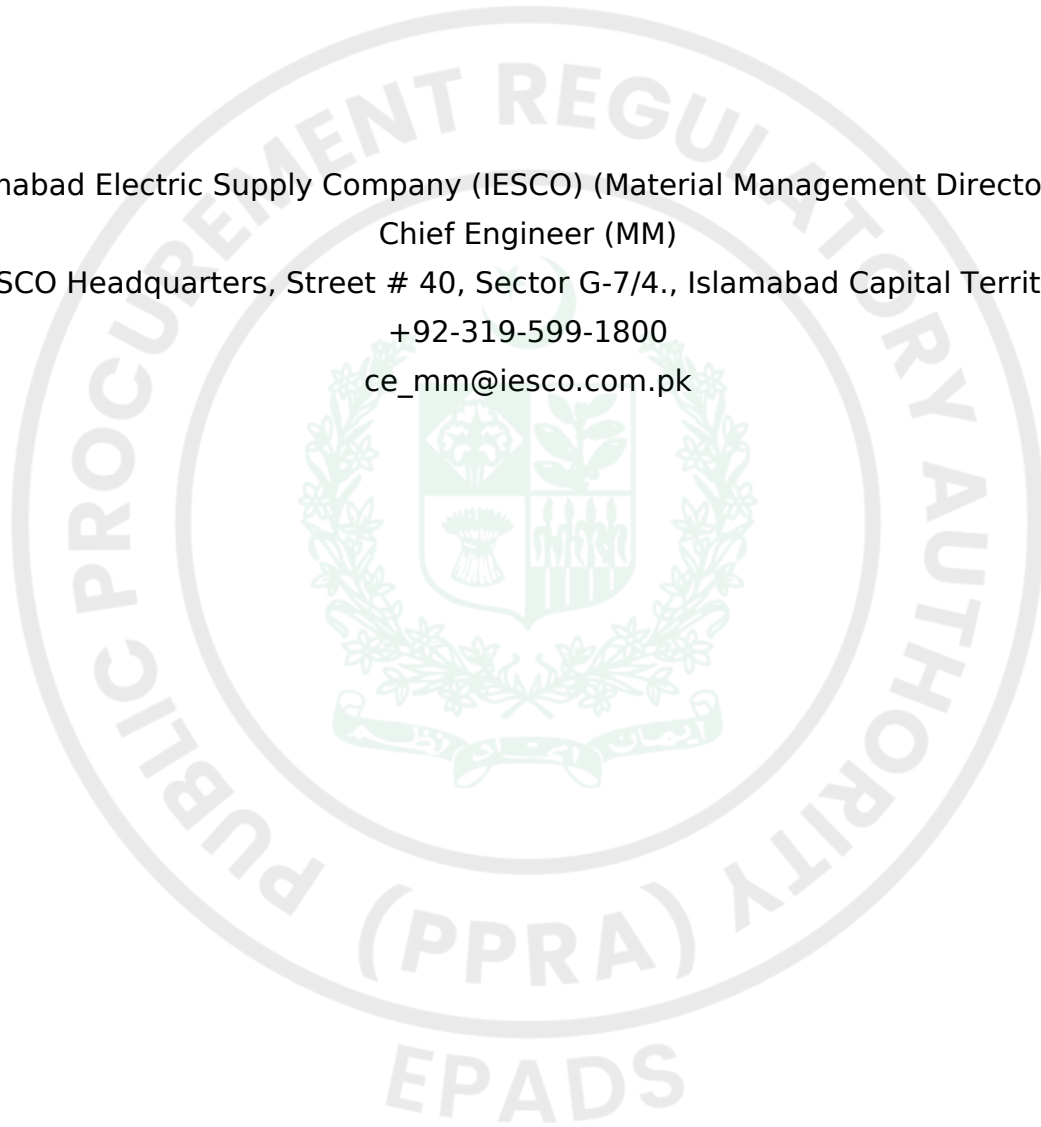 nabad Electric Supply Company (IESCO) (Material Management Directo
Chief Engineer (MM)
SCO Headquarters, Street # 40, Sector G-7/4., Islamabad Capital Territ
+92-319-599-1800
ce_mm@iesco.com.pk
PUBLIC PROCUREMENT REGULATORY AUTHORITY
(PPRA)
EPADS